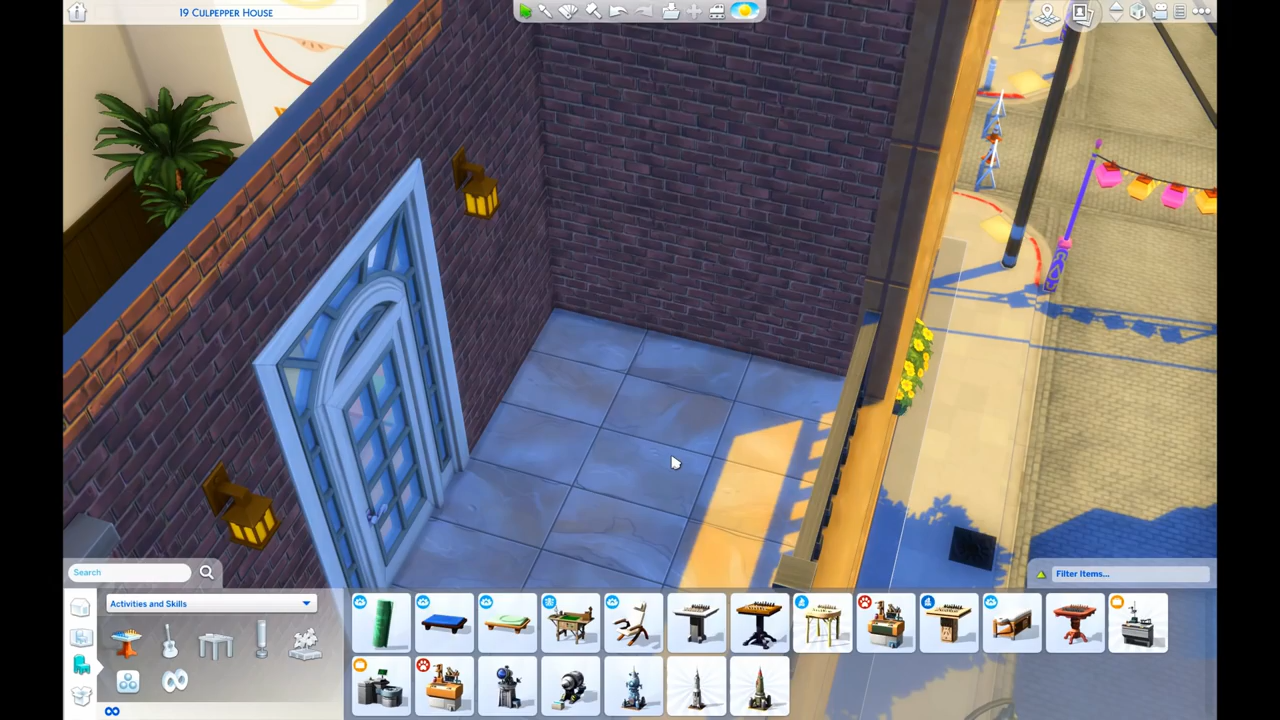 19 CULPEPPER HOUSE
Search
Filter Items...
Activities and Skills